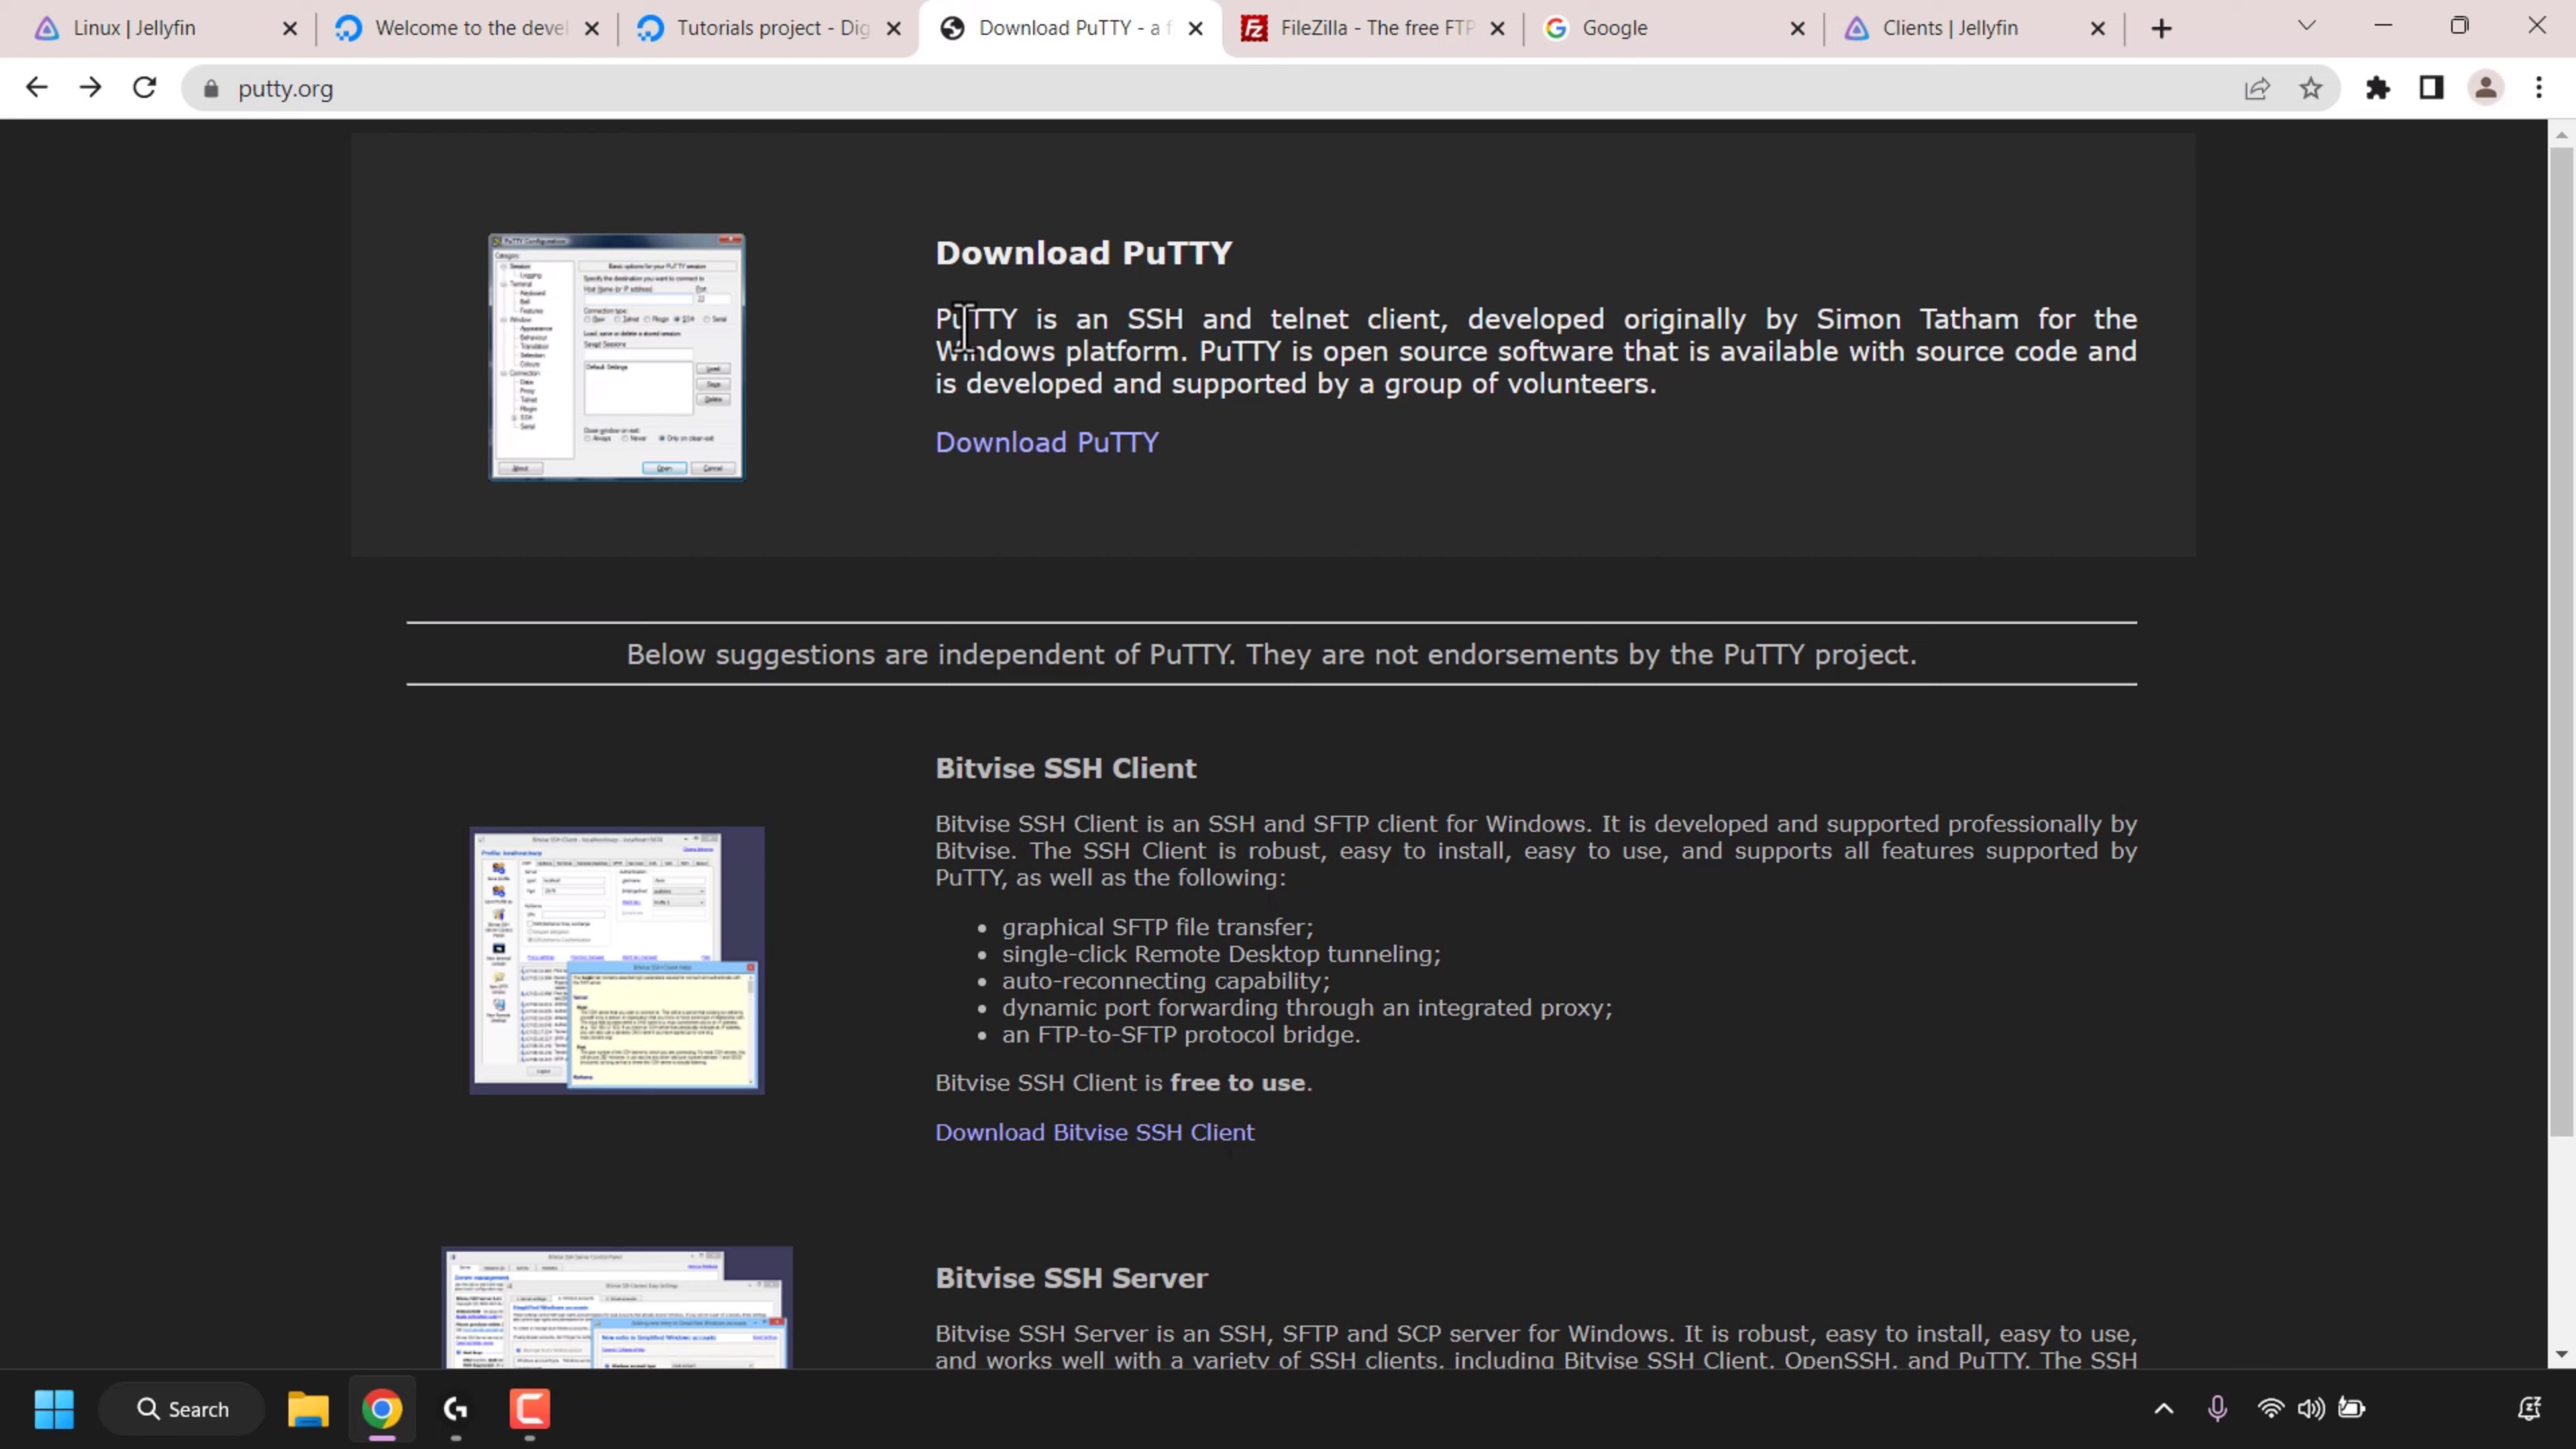 Linux | Jellyfin
Welcome to the devel
Tutorials project - Dig
Download PuTTY - a f
FileZilla - The free FTP
Google
Clients | Jellyfin
putty.org
Download PuTTY
PuTTY is an SSH and telnet client, developed originally by Simon Tatham for the
Windows platform. PuTTY is open source software that is available with source code and
is developed and supported by a group of volunteers.
Download PuTTY
Below suggestions are independent of PuTTY. They are not endorsements by the PuTTY project.
Bitvise SSH Client
Bitvise SSH Client is an SSH and SFTP client for Windows. It is developed and supported professionally by
Bitvise. The SSH Client is robust, easy to install, easy to use, and supports all features supported by
PuTTY, as well as the following:
• graphical SFTP file transfer;
• single-click Remote Desktop tunneling;
• auto-reconnecting capability;
• dynamic port forwarding through an integrated proxy;
• an FTP-to-SFTP protocol bridge.
Bitvise SSH Client is free to use.
Download Bitvise SSH Client
Bitvise SSH Server
Bitvise SSH Server is an SSH, SFTP and SCP server for Windows. It is robust, easy to install, easy to use,
and works well with a variety of SSH clients, including Bitvise SSH Client, OpenSSH, and PuTTY. The SSH
Search